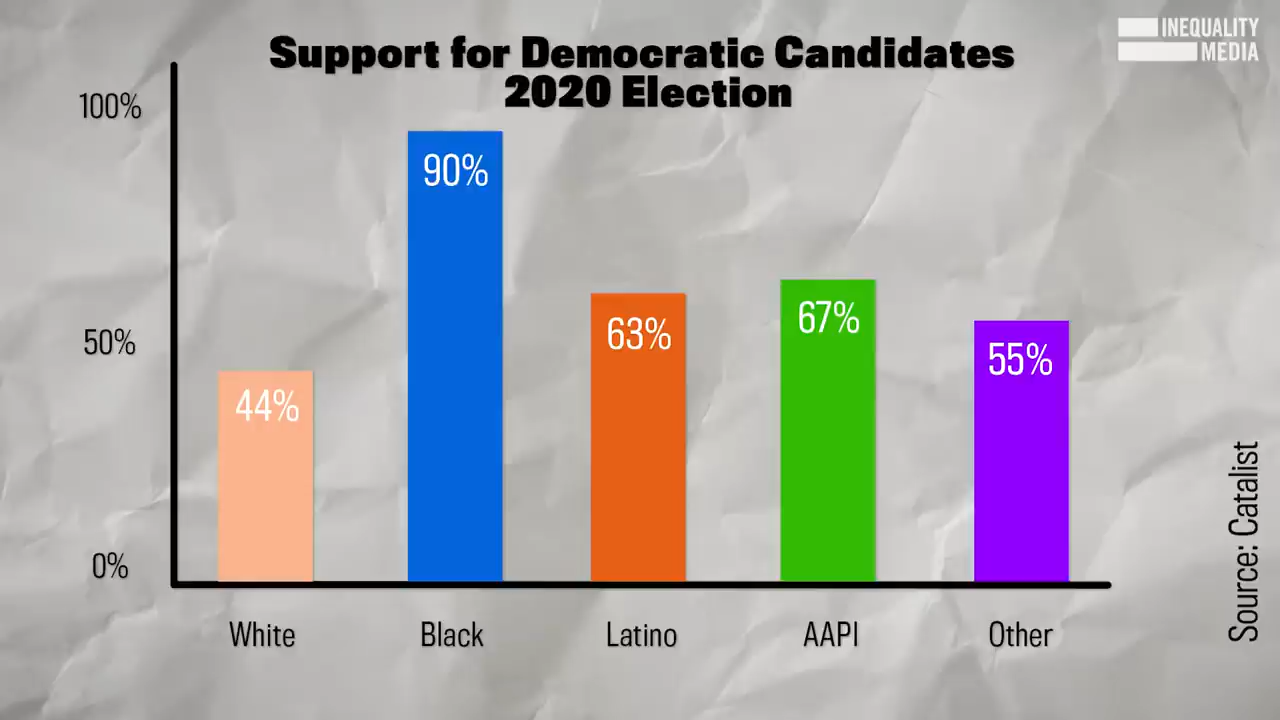 INEQUALITY
MEDIA
Support for Democratic Candidates
2020 Election
100%
50%
0%
44%
90%
63%
67%
55%
White
Black
Latino
AAPI
Other
Source: Catalist